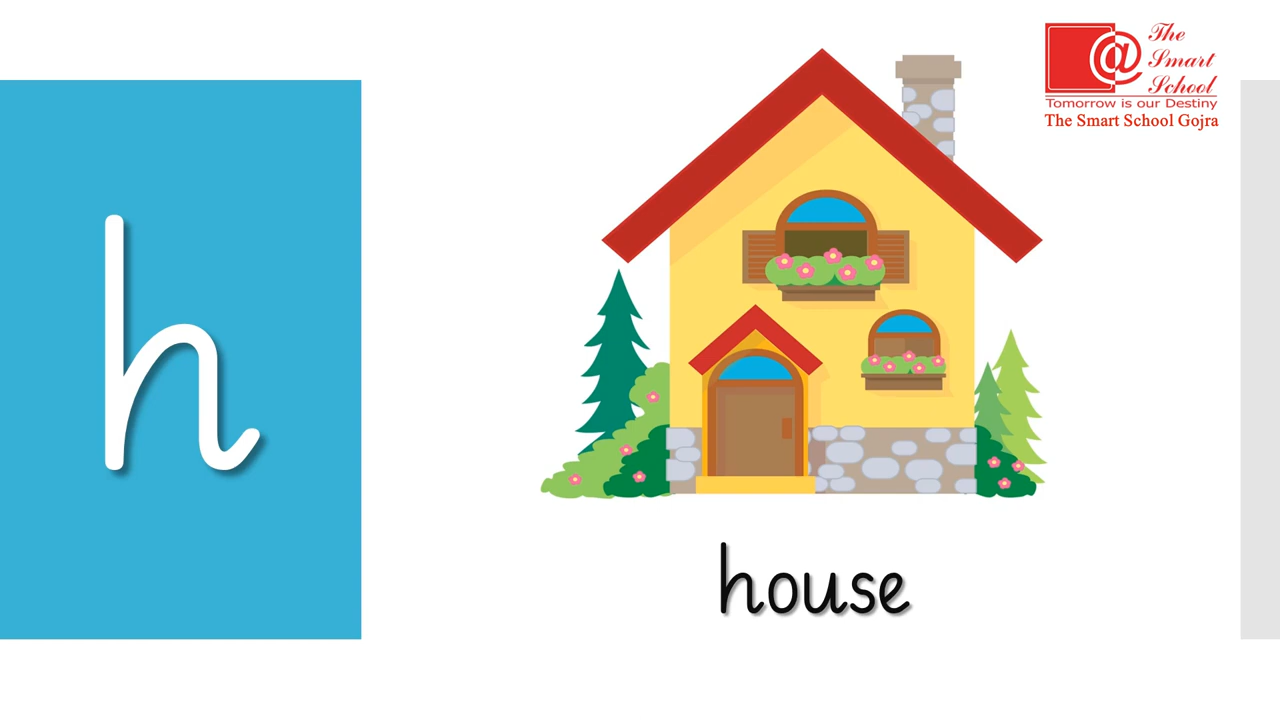 h
The
Smart
School
Tomorrow is our Destiny
The Smart School Gojra
house